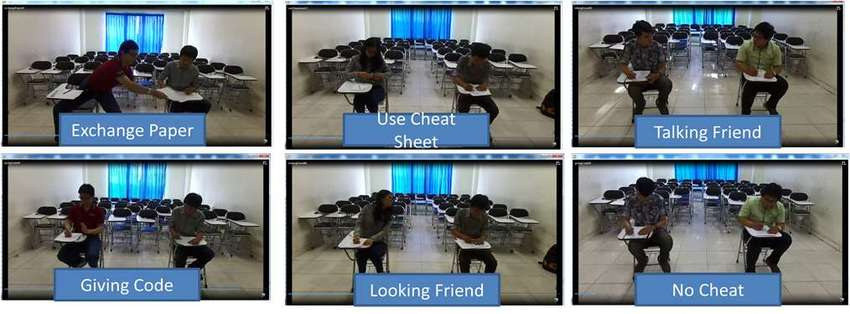 Exchange Paper
Use Cheat
Sheet
Talking Friend
Giving Code
Looking Friend
No Cheat